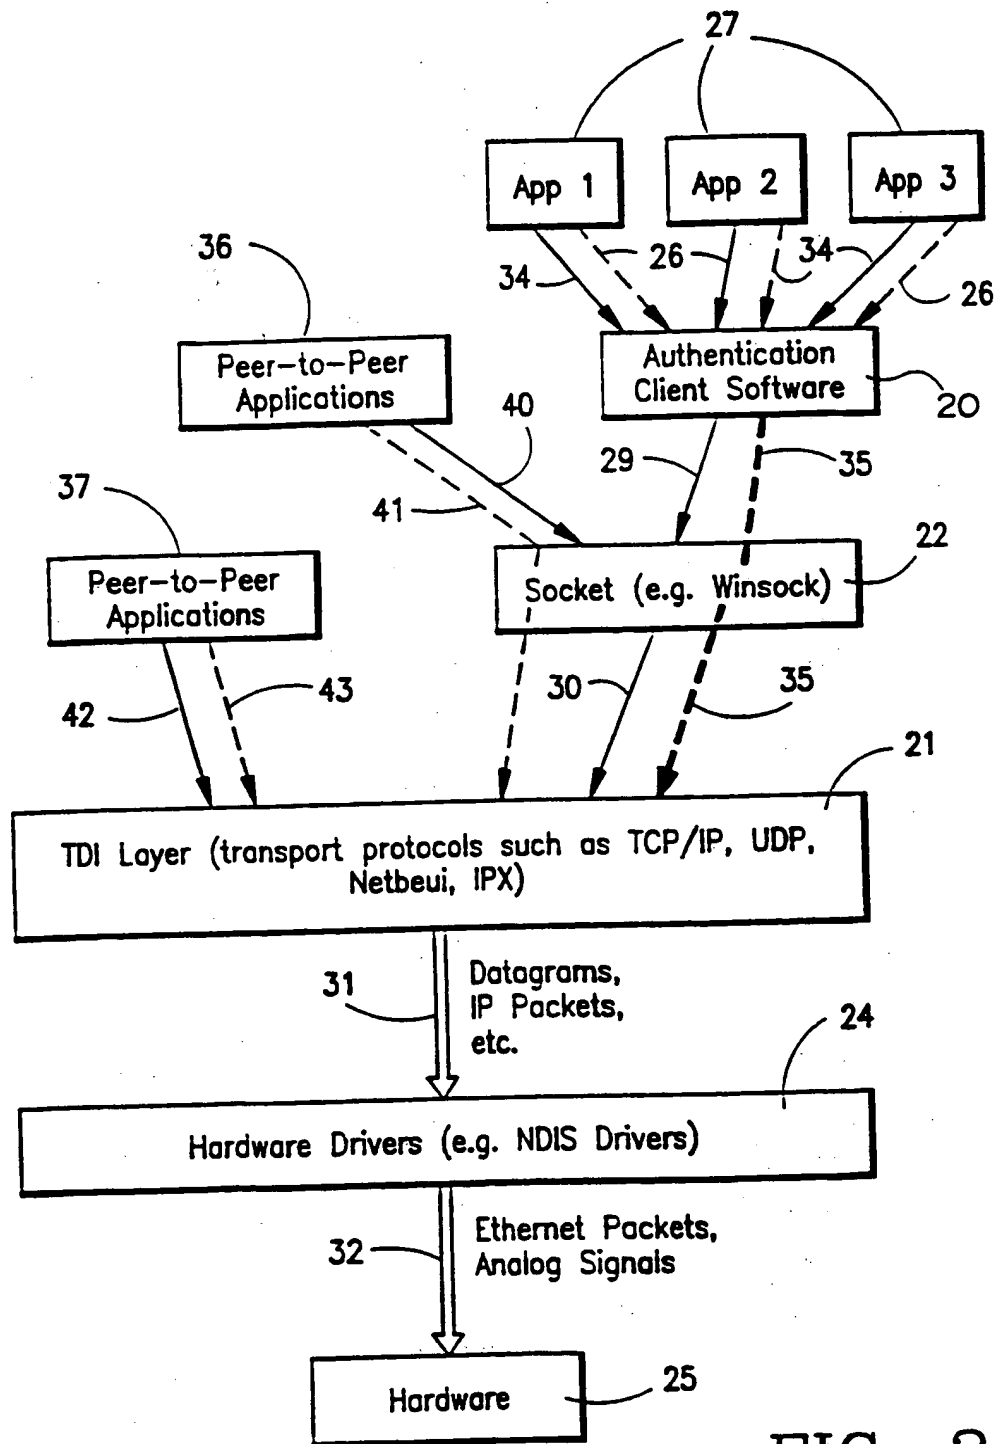 27
App 1
App 2
App 3
36
34
26
34
26
Peer-to-Peer
Applications
Authentication
Client Software
20
40
29
35
37
41
22
Peer-to-Peer
Applications
Socket (e.g. Winsock)
43
30
35
42
21
TDI Layer (transport protocols such as TCP/IP, UDP,
Netbeui, IPX)
31
Datagrams,
IP Packets,
etc.
24
Hardware Drivers (e.g. NDIS Drivers)
32
Ethernet Packets,
Analog Signals
Hardware
25
FIG.